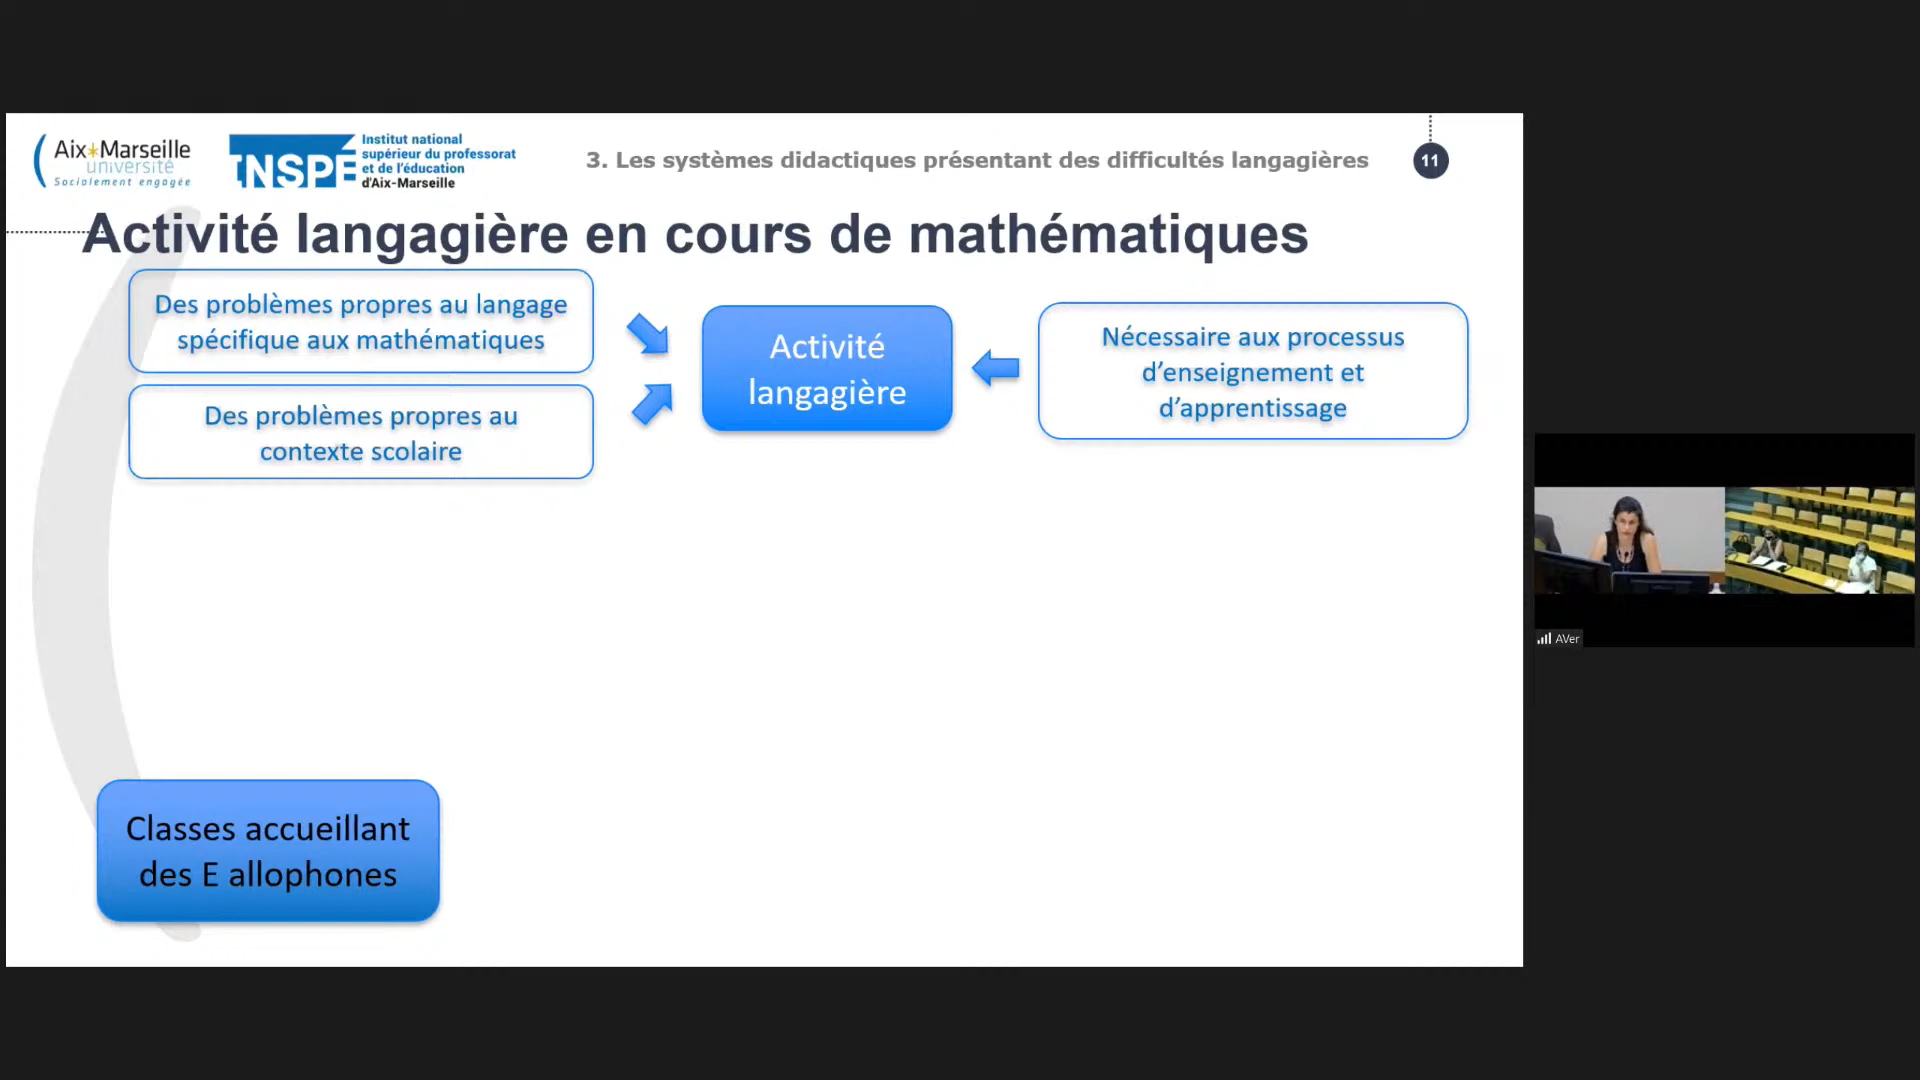 Aix✶Marseille
université
Socialement engagée
INSPÉ
Institut national
supérieur du professorat
et de l'éducation
d'Aix-Marseille
3. Les systèmes didactiques présentant des difficultés langagières
11
Activité langagière en cours de mathématiques
Des problèmes propres au langage
spécifique aux mathématiques
Des problèmes propres au
contexte scolaire
Activité
langagière
Nécessaire aux processus
d’enseignement et
d’apprentissage
Classes accueillant
des E allophones
AVer